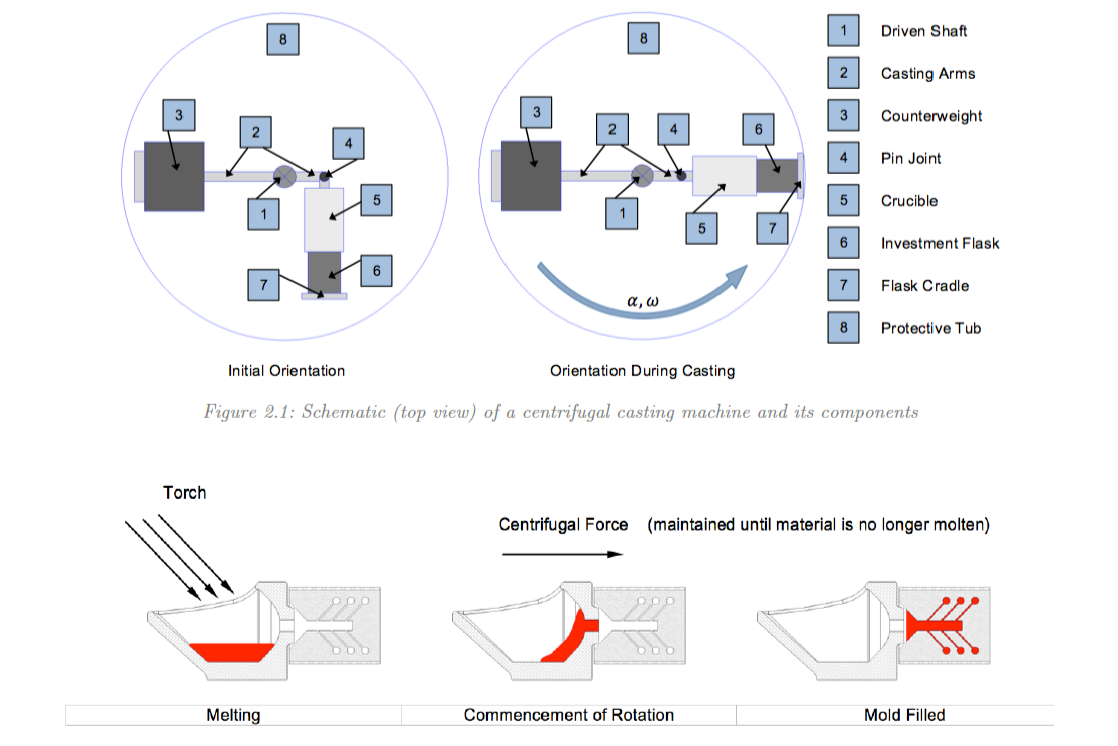 8
3
2
4
1
5
6
7
Initial Orientation
8
3
2
4
6
1
5
7
α, ω
Orientation During Casting
1 Driven Shaft
2 Casting Arms
3 Counterweight
4 Pin Joint
5 Crucible
6 Investment Flask
7 Flask Cradle
8 Protective Tub
Figure 2.1: Schematic (top view) of a centrifugal casting machine and its components
Torch
Centrifugal Force (maintained until material is no longer molten)
Melting
Commencement of Rotation
Mold Filled